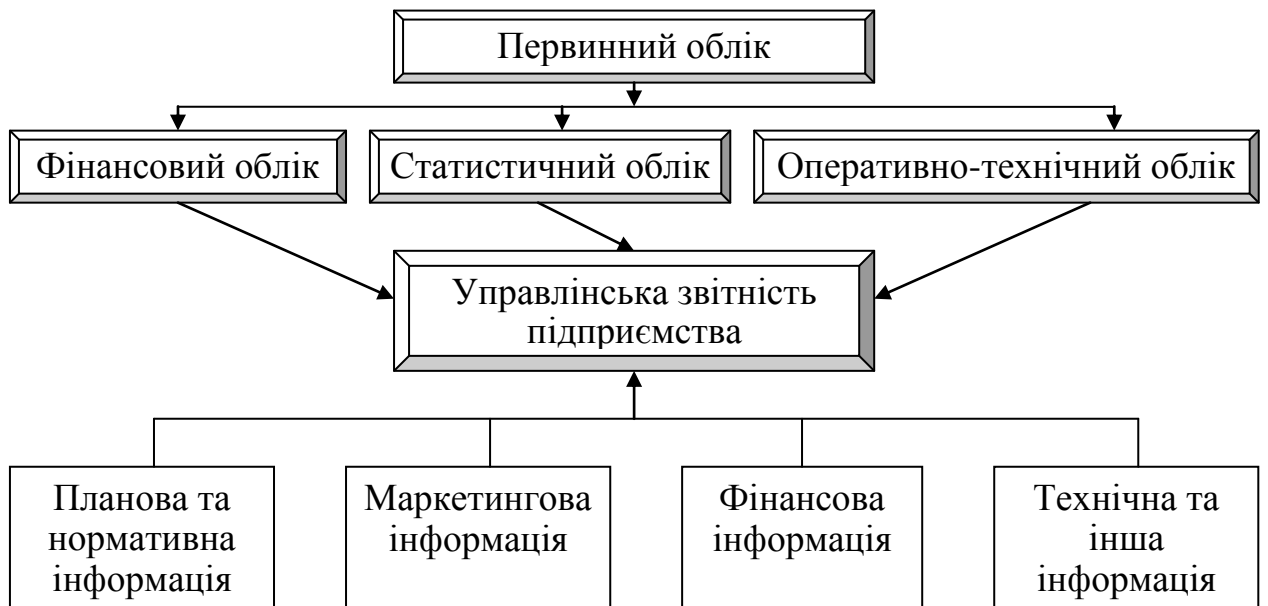 Первинний облік
Фінансовий облік
Статистичний облік
Оперативно-технічний облік
Управлінська звітність
підприємства
Планова та
нормативна
інформація
Маркетингова
інформація
Фінансова
інформація
Технічна та
інша
інформація